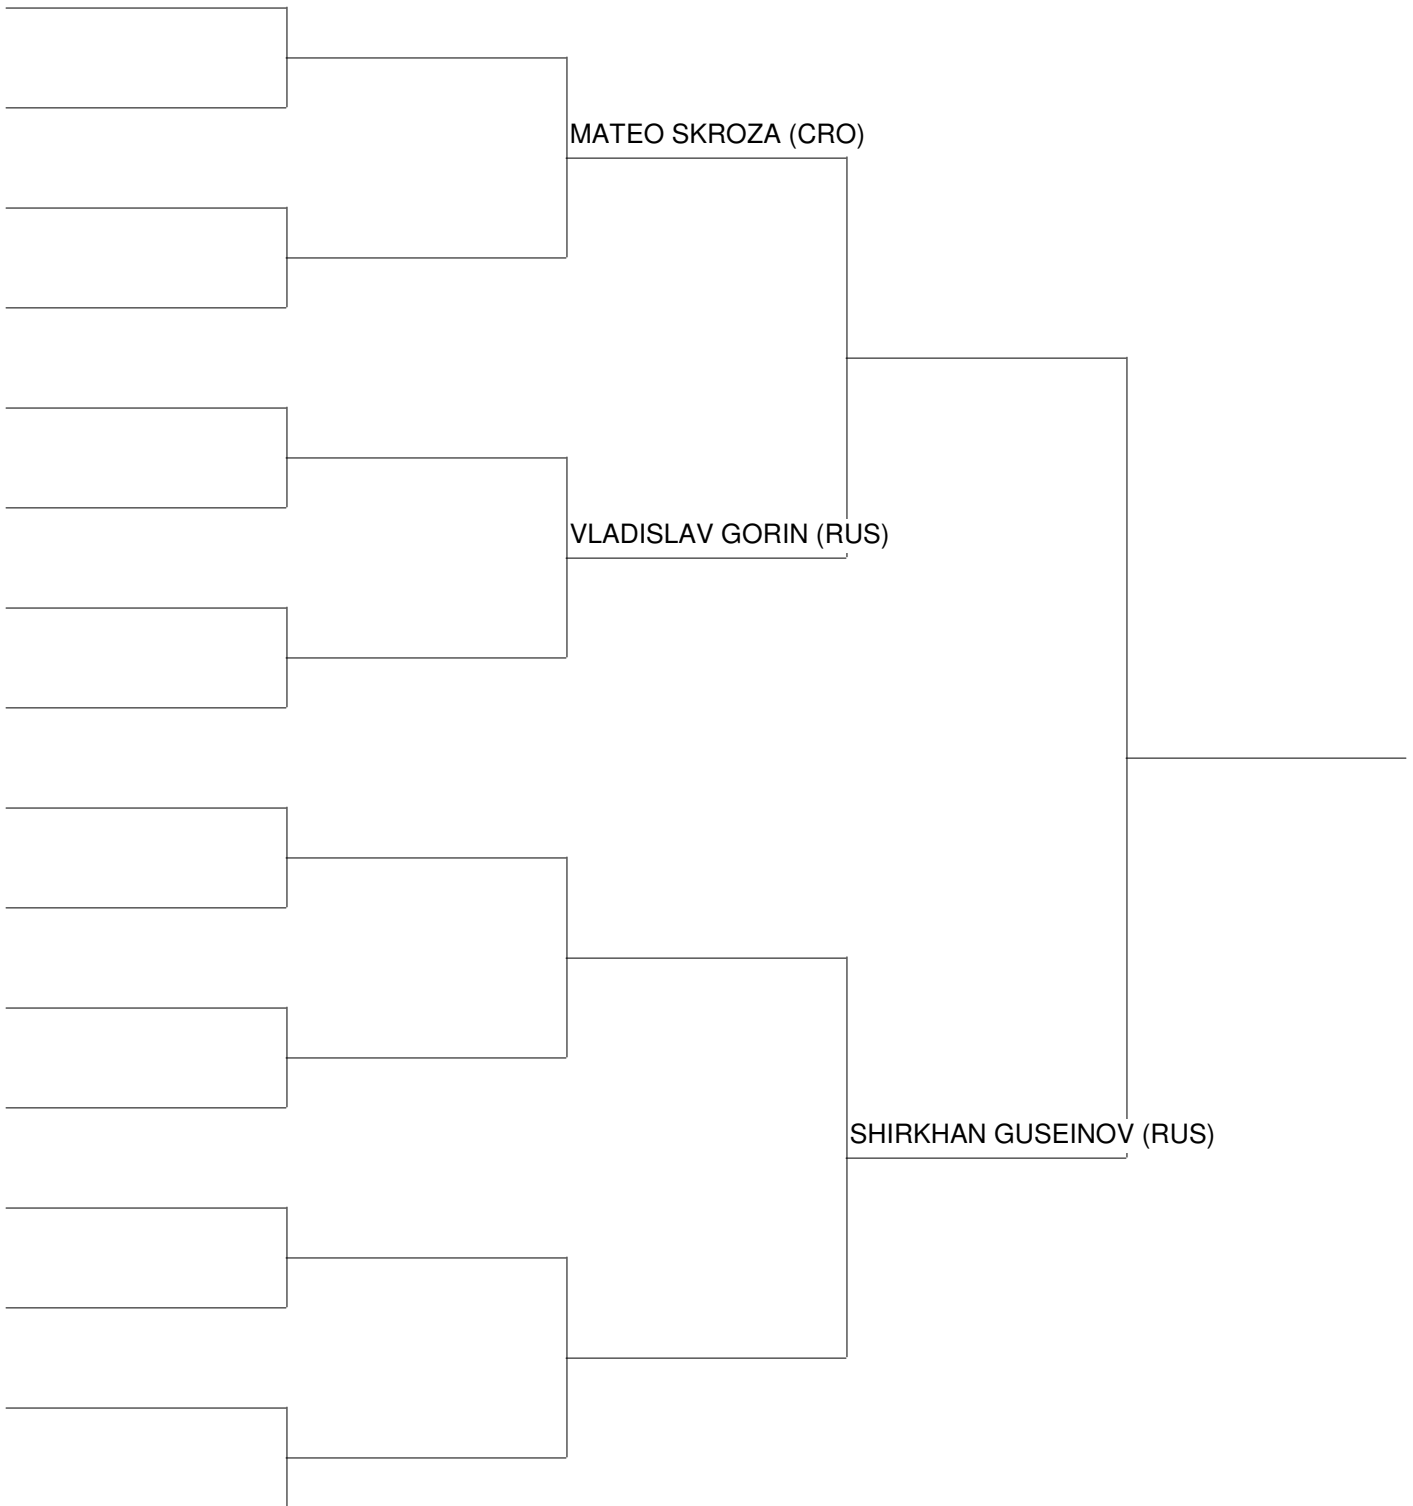 MATEO SKROZA (CRO)
VLADISLAV GORIN (RUS)
SHIRKHAN GUSEINOV (RUS)